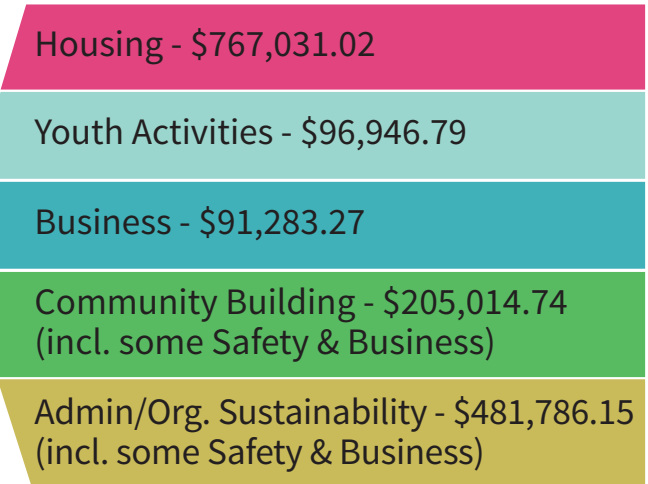 Housing - $767,031.02
Youth Activities - $96,946.79
Business - $91,283.27
Community Building - $205,014.74
(incl. some Safety & Business)
Admin/Org. Sustainability - $481,786.15
(incl. some Safety & Business)